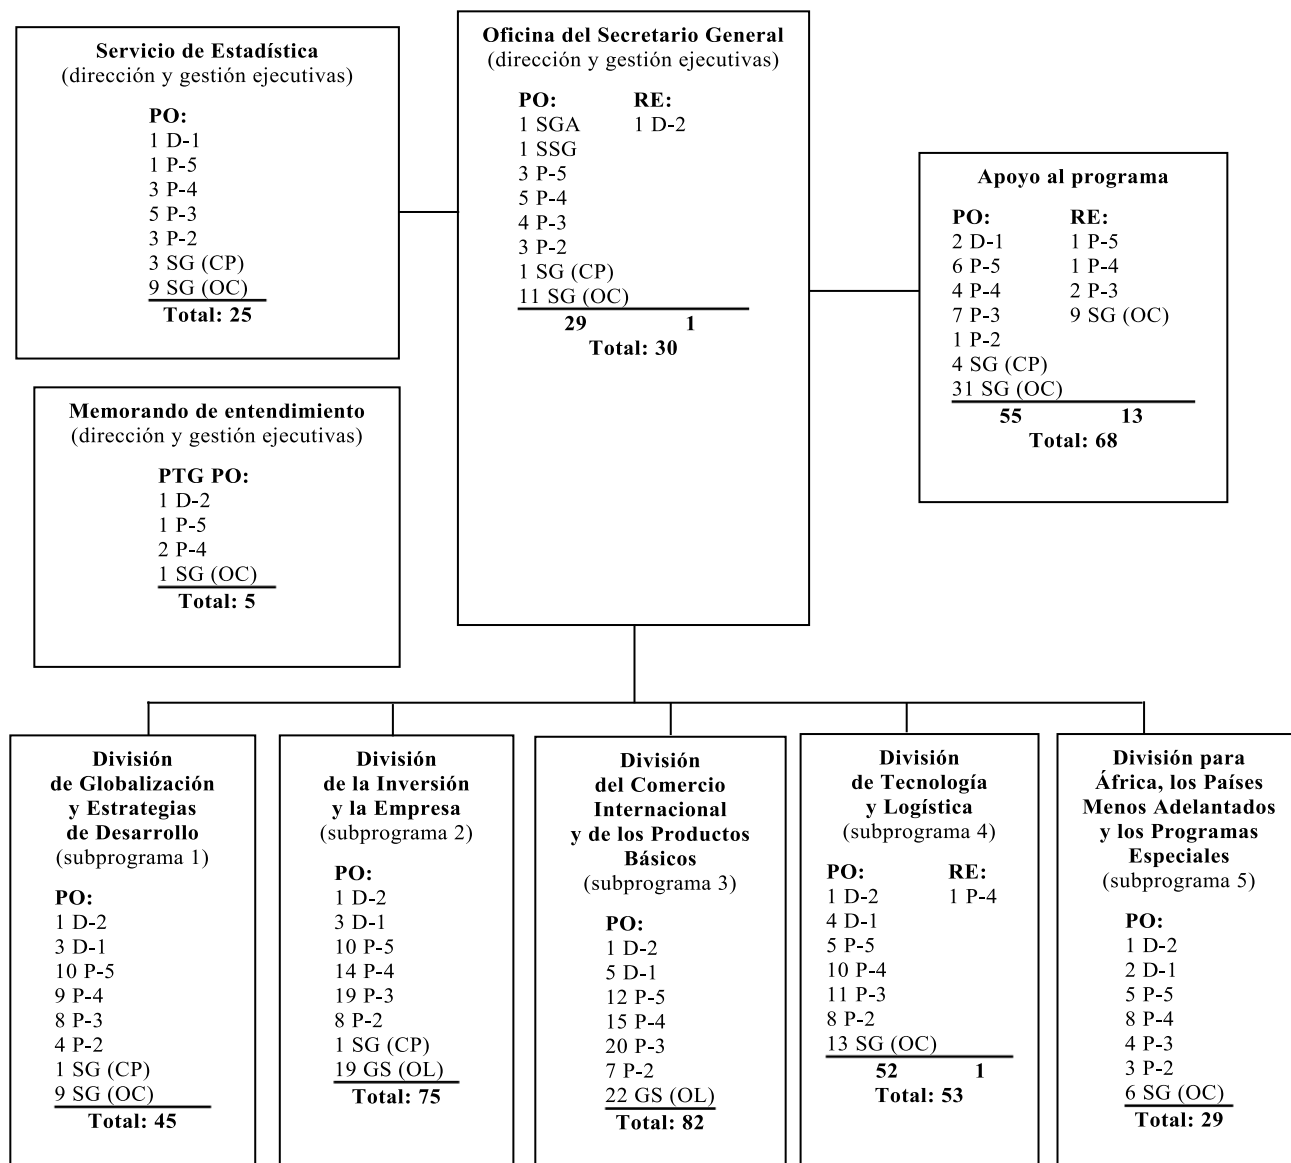 Servicio de Estadística
(dirección y gestión ejecutivas)
PO:
1 D-1
1 P-5
3 P-4
5 P-3
3 P-2
3 SG (CP)
9 SG (OC)
Total: 25
Oficina del Secretario General
(dirección y gestión ejecutivas)
PO: RE:
1 SGA 1 D-2
1 SSG
3 P-5
5 P-4
4 P-3
3 P-2
1 SG (CP)
11 SG (OC)
29 1
Total: 30
Apoyo al programa
PO: RE:
2 D-1 1 P-5
6 P-5 1 P-4
4 P-4 2 P-3
7 P-3 9 SG (OC)
1 P-2
4 SG (CP)
31 SG (OC)
55 13
Total: 68
Memorando de entendimiento
(dirección y gestión ejecutivas)
PTG PO:
1 D-2
1 P-5
2 P-4
1 SG (OC)
Total: 5
División
de Globalización
y Estrategias
de Desarrollo
(subprograma 1)
PO:
1 D-2
3 D-1
10 P-5
9 P-4
8 P-3
4 P-2
1 SG (CP)
9 SG (OC)
Total: 45
División
de la Inversión
y la Empresa
(subprograma 2)
PO:
1 D-2
3 D-1
10 P-5
14 P-4
19 P-3
8 P-2
1 SG (CP)
19 GS (OL)
Total: 75
División
del Comercio
Internacional
y de los Productos
Básicos
(subprograma 3)
PO:
1 D-2
5 D-1
12 P-5
15 P-4
20 P-3
7 P-2
22 GS (OL)
Total: 82
División
de Tecnología
y Logística
(subprograma 4)
PO: RE:
1 D-2 1 P-4
4 D-1
5 P-5
10 P-4
11 P-3
8 P-2
13 SG (OC)
52 1
Total: 53
División para
África, los Países
Menos Adelantados
y los Programas
Especiales
(subprograma 5)
PO:
1 D-2
2 D-1
5 P-5
8 P-4
4 P-3
3 P-2
6 SG (OC)
Total: 29